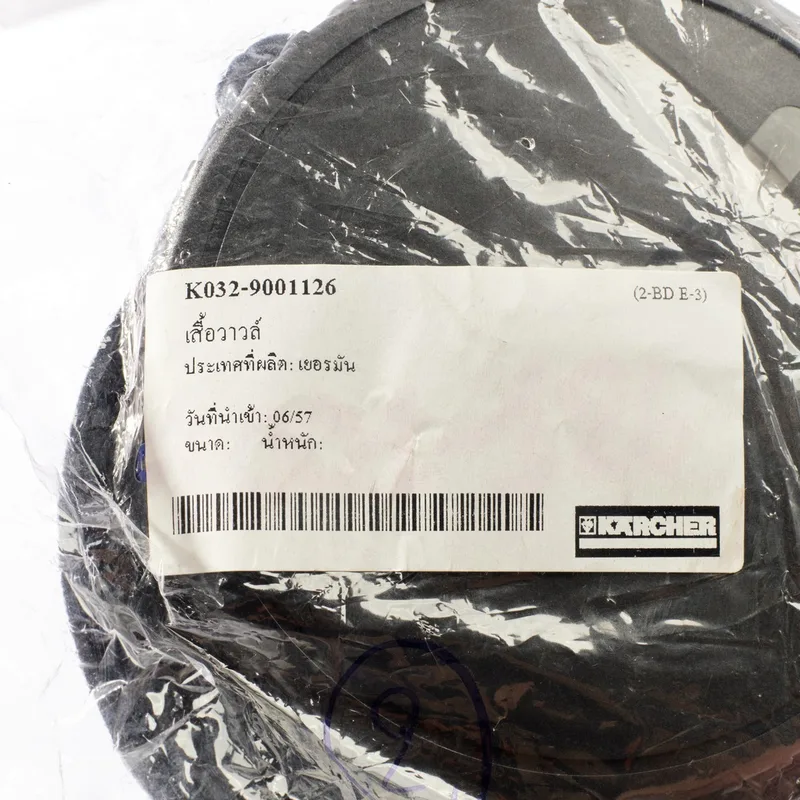 K032-9001126 (2-BD E-3)
เสื้อวาวล์
ประเทศที่ผลิต: เยอรมัน
วันที่นำเข้า: 06/57
ขนาด: น้ำหนัก:
KÄRCHER
9